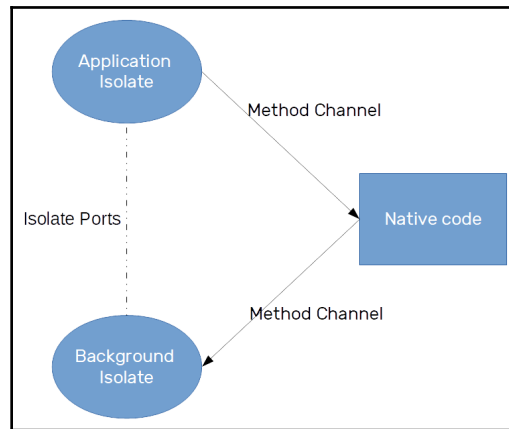 Application
Isolate
Method Channel
Isolate Ports
Native code
Method Channel
Background
Isolate